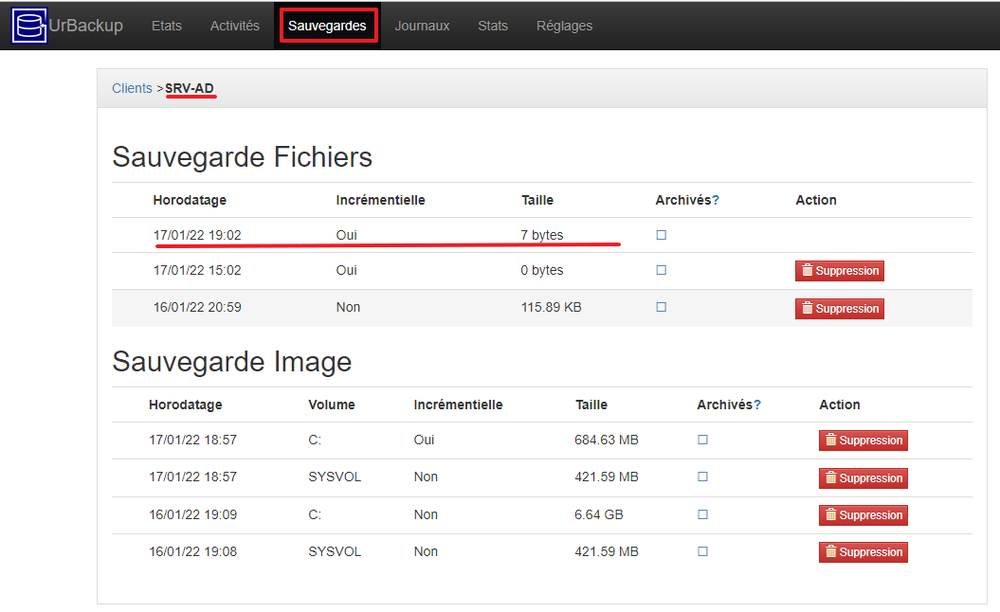 UrBackup Etats Activités Sauvegardes Journaux Stats Réglages
Clients >SRV-AD
Sauvegarde Fichiers
Horodatage Incrémentielle Taille Archivés? Action
17/01/22 19:02 Oui 7 bytes
17/01/22 15:02 Oui 0 bytes Suppression
16/01/22 20:59 Non 115.89 KB Suppression
Sauvegarde Image
Horodatage Volume Incrémentielle Taille Archivés? Action
17/01/22 18:57 C: Oui 684.63 MB Suppression
17/01/22 18:57 SYSVOL Non 421.59 MB Suppression
16/01/22 19:09 C: Non 6.64 GB Suppression
16/01/22 19:08 SYSVOL Non 421.59 MB Suppression